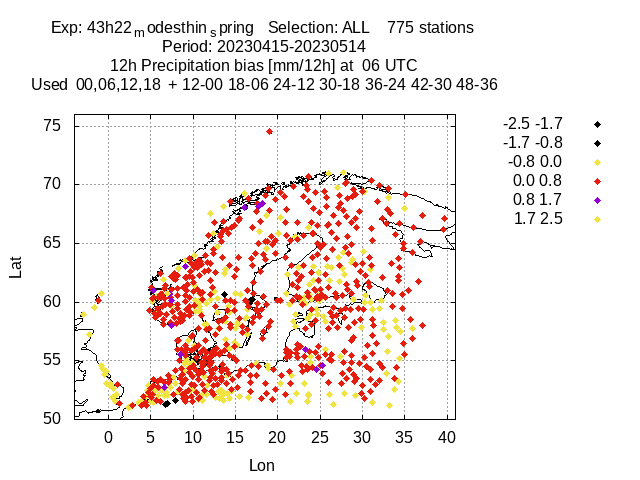 Exp: 43h22modesthinspring   Selection: ALL    775 stations
Period: 20230415-20230514
12h Precipitation bias [mm/12h] at  06 UTC
Used  00,06,12,18  + 12-00 18-06 24-12 30-18 36-24 42-30 48-36
-2.5 -1.7
-1.7 -0.8
-0.8 0.0
0.0 0.8
0.8 1.7
1.7 2.5
75
70
65
60
55
50
Lat
0 5 10 15 20 25 30 35 40
Lon